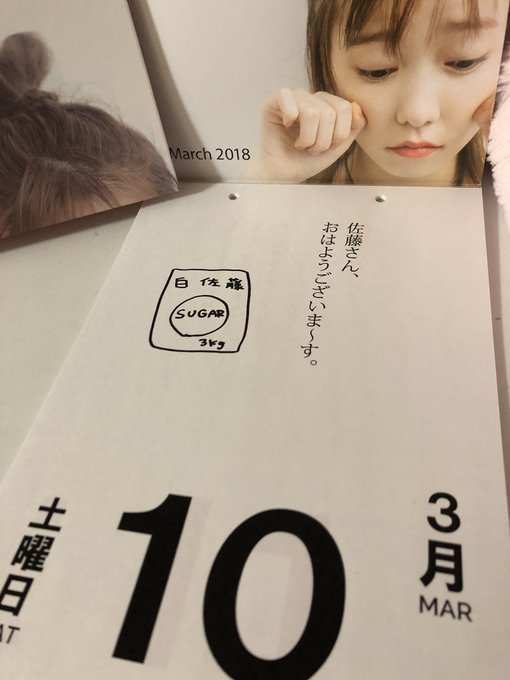 March 2018
佐藤さん、
おはようございま〜す。
白佐藤
SUGAR
3kg
土曜日
AT
10
3月
MAR